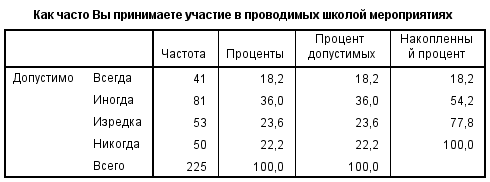 Как часто Вы принимаете участие в проводимых школой мероприятиях
Частота Проценты Процент допустимых Накопленны й процент
Допустимо Всегда 41 18,2 18,2 18,2
Иногда 81 36,0 36,0 54,2
Изредка 53 23,6 23,6 77,8
Никогда 50 22,2 22,2 100,0
Всего 225 100,0 100,0